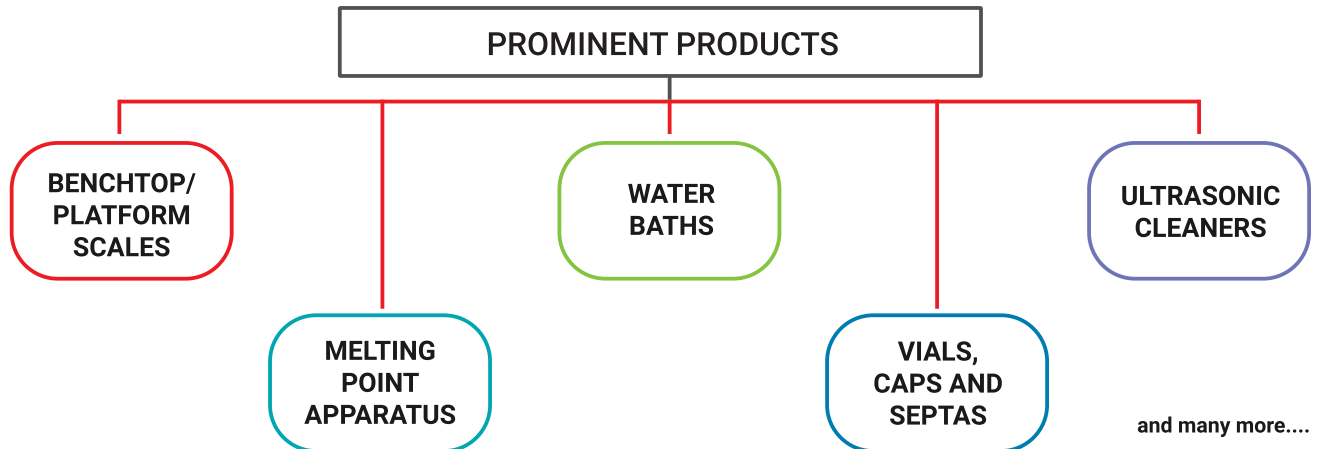 PROMINENT PRODUCTS
BENCHTOP/
PLATFORM
SCALES
MELTING
POINT
APPARATUS
WATER
BATHS
VIALS,
CAPS AND
SEPTAS
ULTRASONIC
CLEANERS
and many more....